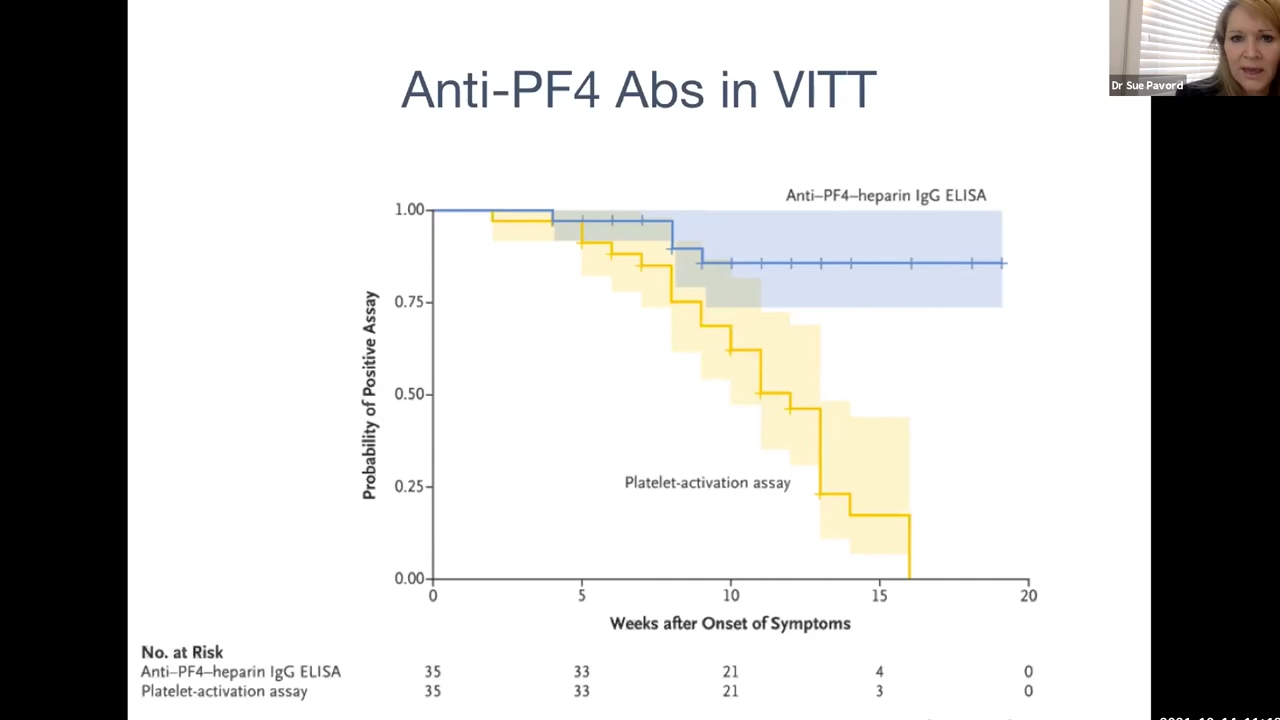 Anti-PF4 Abs in VITT
Dr Sue Pavord
Anti–PF4–heparin IgG ELISA
1.00
0.75
0.50
0.25
0.00
Probability of Positive Assay
Platelet-activation assay
0 5 10 15 20
Weeks after Onset of Symptoms
No. at Risk
Anti–PF4–heparin IgG ELISA 35 33 21 4 0
Platelet-activation assay 35 33 21 3 0